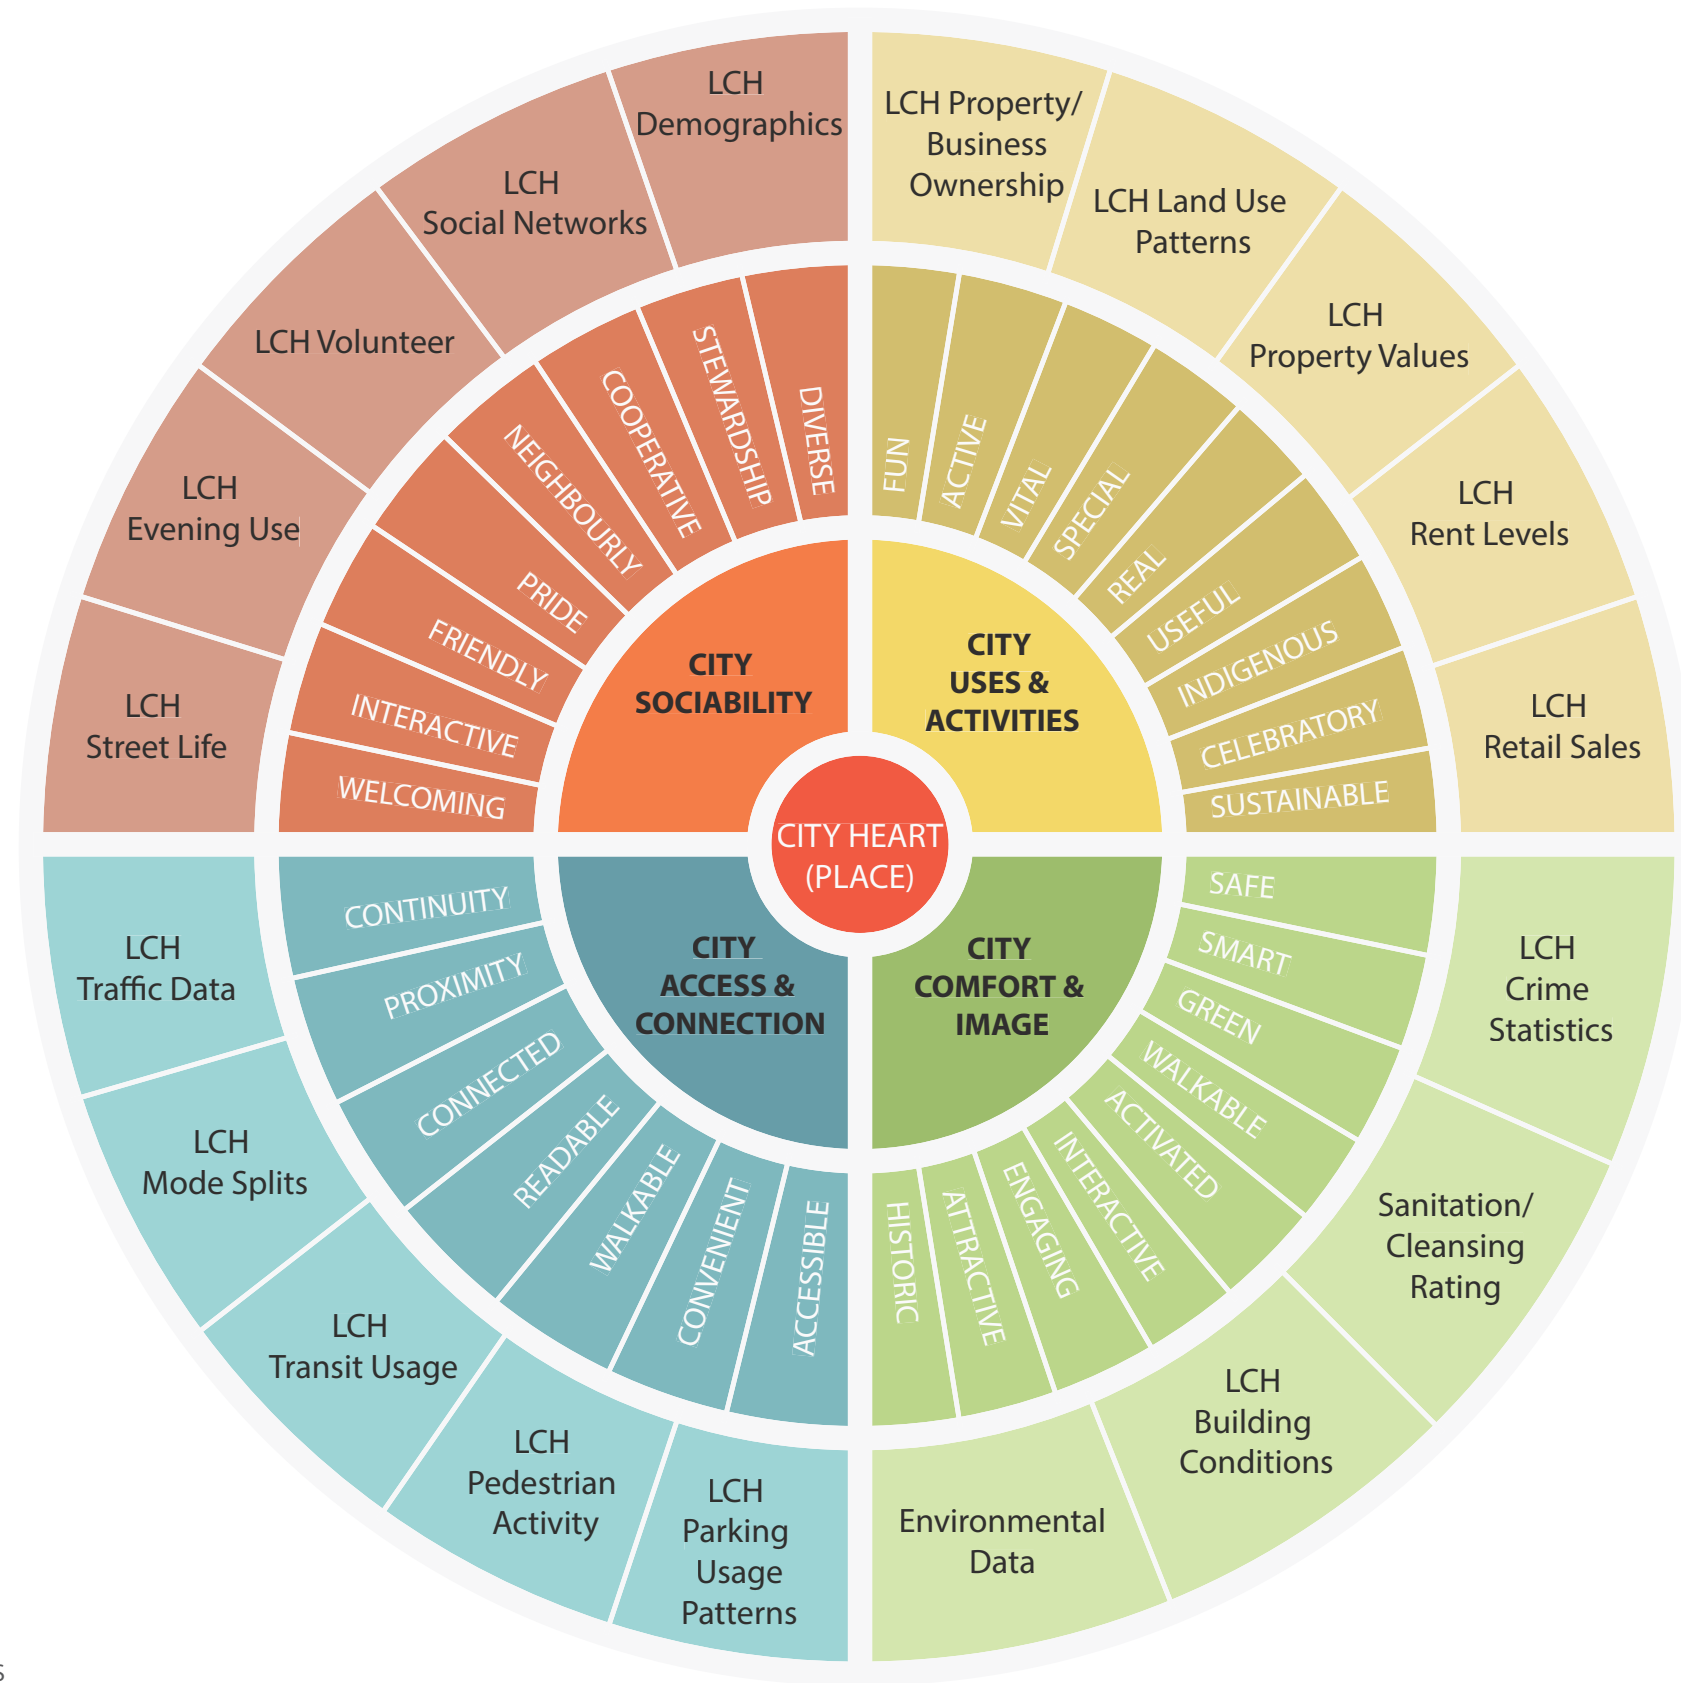 LCH
Demographics
LCH
Social Networks
LCH Volunteer
LCH
Evening Use
LCH
Street Life
LCH Property/
Business
Ownership
LCH Land Use
Patterns
LCH
Property Values
LCH
Rent Levels
LCH
Retail Sales
DIVERSE
STEWARDSHIP
COOPERATIVE
NEIGHBOURLY
PRIDE
FRIENDLY
INTERACTIVE
WELCOMING
FUN
ACTIVE
VITAL
SPECIAL
REAL
USEFUL
INDIGENOUS
CELEBRATORY
SUSTAINABLE
CITY
SOCIABILITY
CITY
USES &
ACTIVITIES
CITY HEART
(PLACE)
CITY
ACCESS &
CONNECTION
CITY
COMFORT &
IMAGE
CONTINUITY
PROXIMITY
CONNECTED
READABLE
WALKABLE
CONVENIENT
ACCESSIBLE
SAFE
SMART
GREEN
WALKABLE
ACTIVATED
INTERACTIVE
ENGAGING
ATTRACTIVE
HISTORIC
LCH
Traffic Data
LCH
Mode Splits
LCH
Transit Usage
LCH
Pedestrian
Activity
LCH
Parking
Usage
Patterns
LCH
Crime
Statistics
Sanitation/
Cleansing
Rating
LCH
Building
Conditions
Environmental
Data